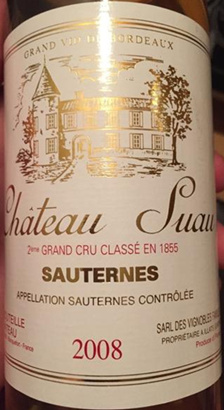 GRAND VIN DE BORDEAUX
Château Suau
2ème GRAND CRU CLASSÉ EN 1855
SAUTERNES
APPELLATION SAUTERNES CONTRÔLÉE
SARL DES VIGNOBLES
PROPRIÉTAIRE A
2008